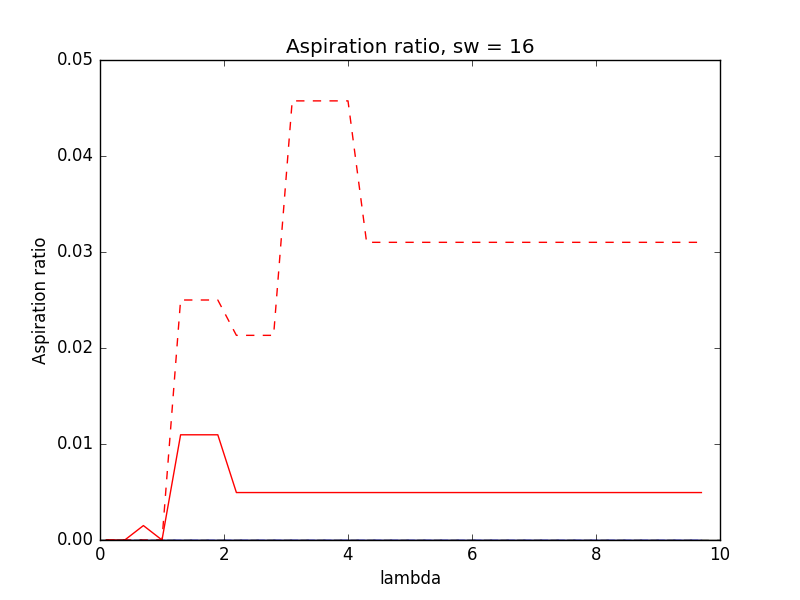 Aspiration ratio, sw = 16
0.05
0.04
0.03
0.02
0.01
0.00
Aspiration ratio
0 2 4 6 8 10
lambda